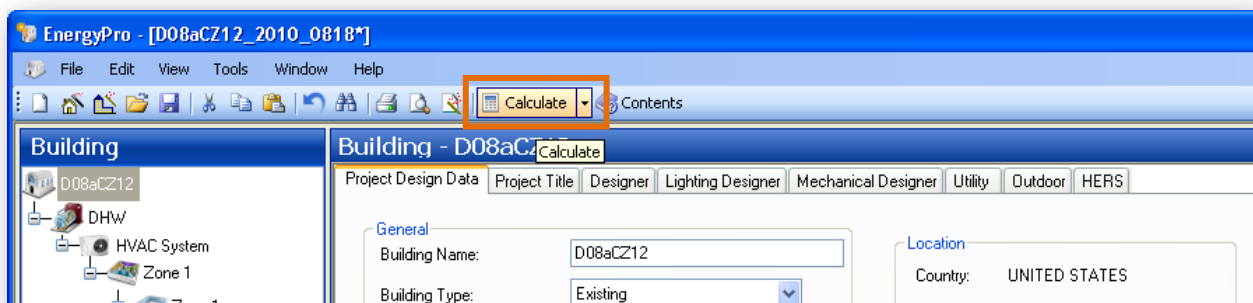 EnergyPro - [D08aCZ12_2010_0818*]
File Edit View Tools Window Help
Calculate Contents
Building
Building - D08aCZ
Calculate
D08aCZ12
Project Design Data Project Title Designer Lighting Designer Mechanical Designer Utility Outdoor HERS
DHW
HVAC System
Zone 1
General
Building Name: D08aCZ12
Building Type: Existing
Location
Country: UNITED STATES